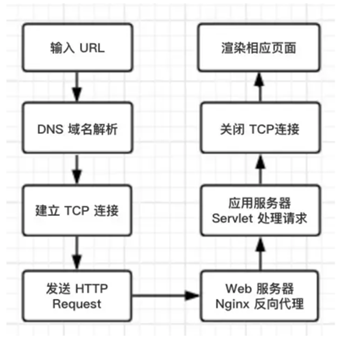 输入 URL
DNS 域名解析
建立 TCP 连接
发送 HTTP
Request
Web 服务器
Nginx 反向代理
应用服务器
Servlet 处理请求
关闭 TCP连接
渲染相应页面